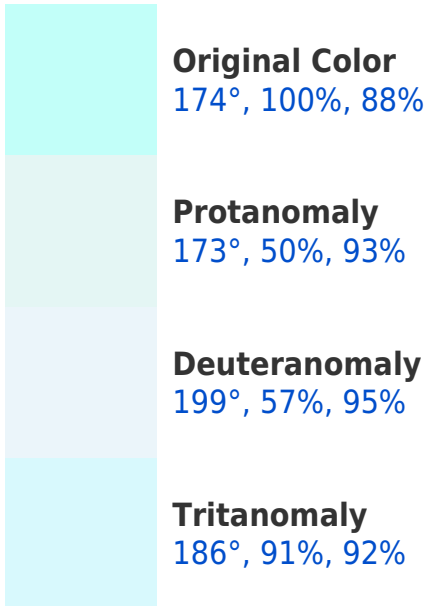 Original Color
174°, 100%, 88%
Protanomaly
173°, 50%, 93%
Deuteranomaly
199°, 57%, 95%
Tritanomaly
186°, 91%, 92%